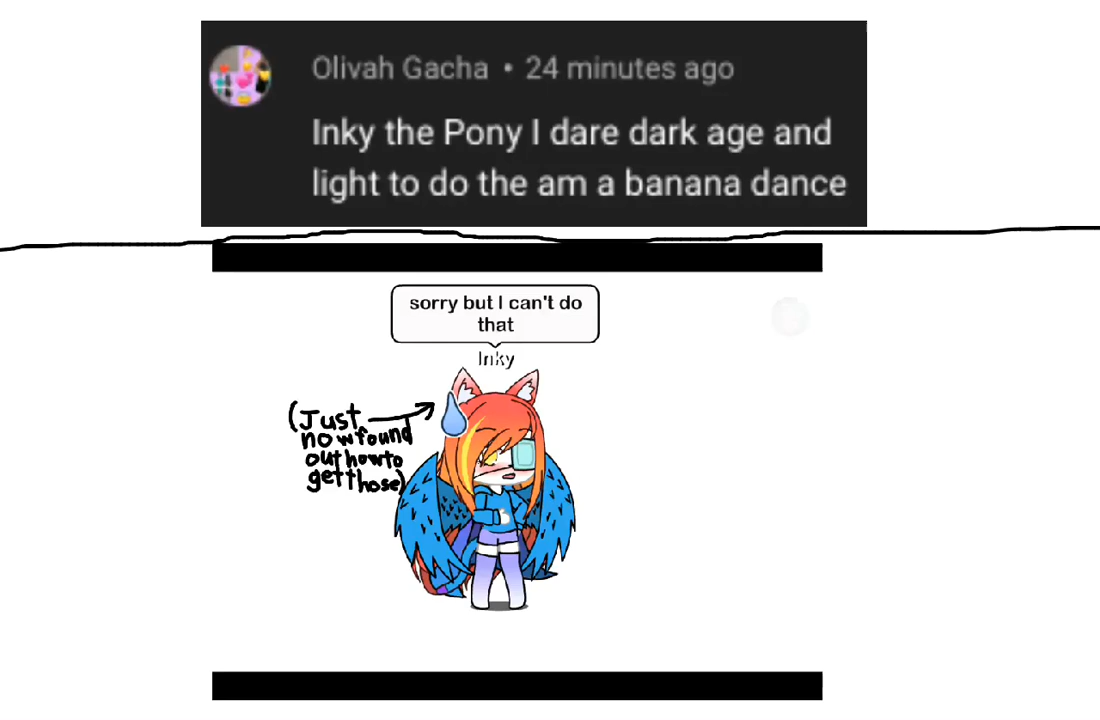 Olivah Gacha • 24 minutes ago
Inky the Pony I dare dark age and
light to do the am a banana dance
sorry but I can't do
that
Inky
(Just
now found
out how to
get those)